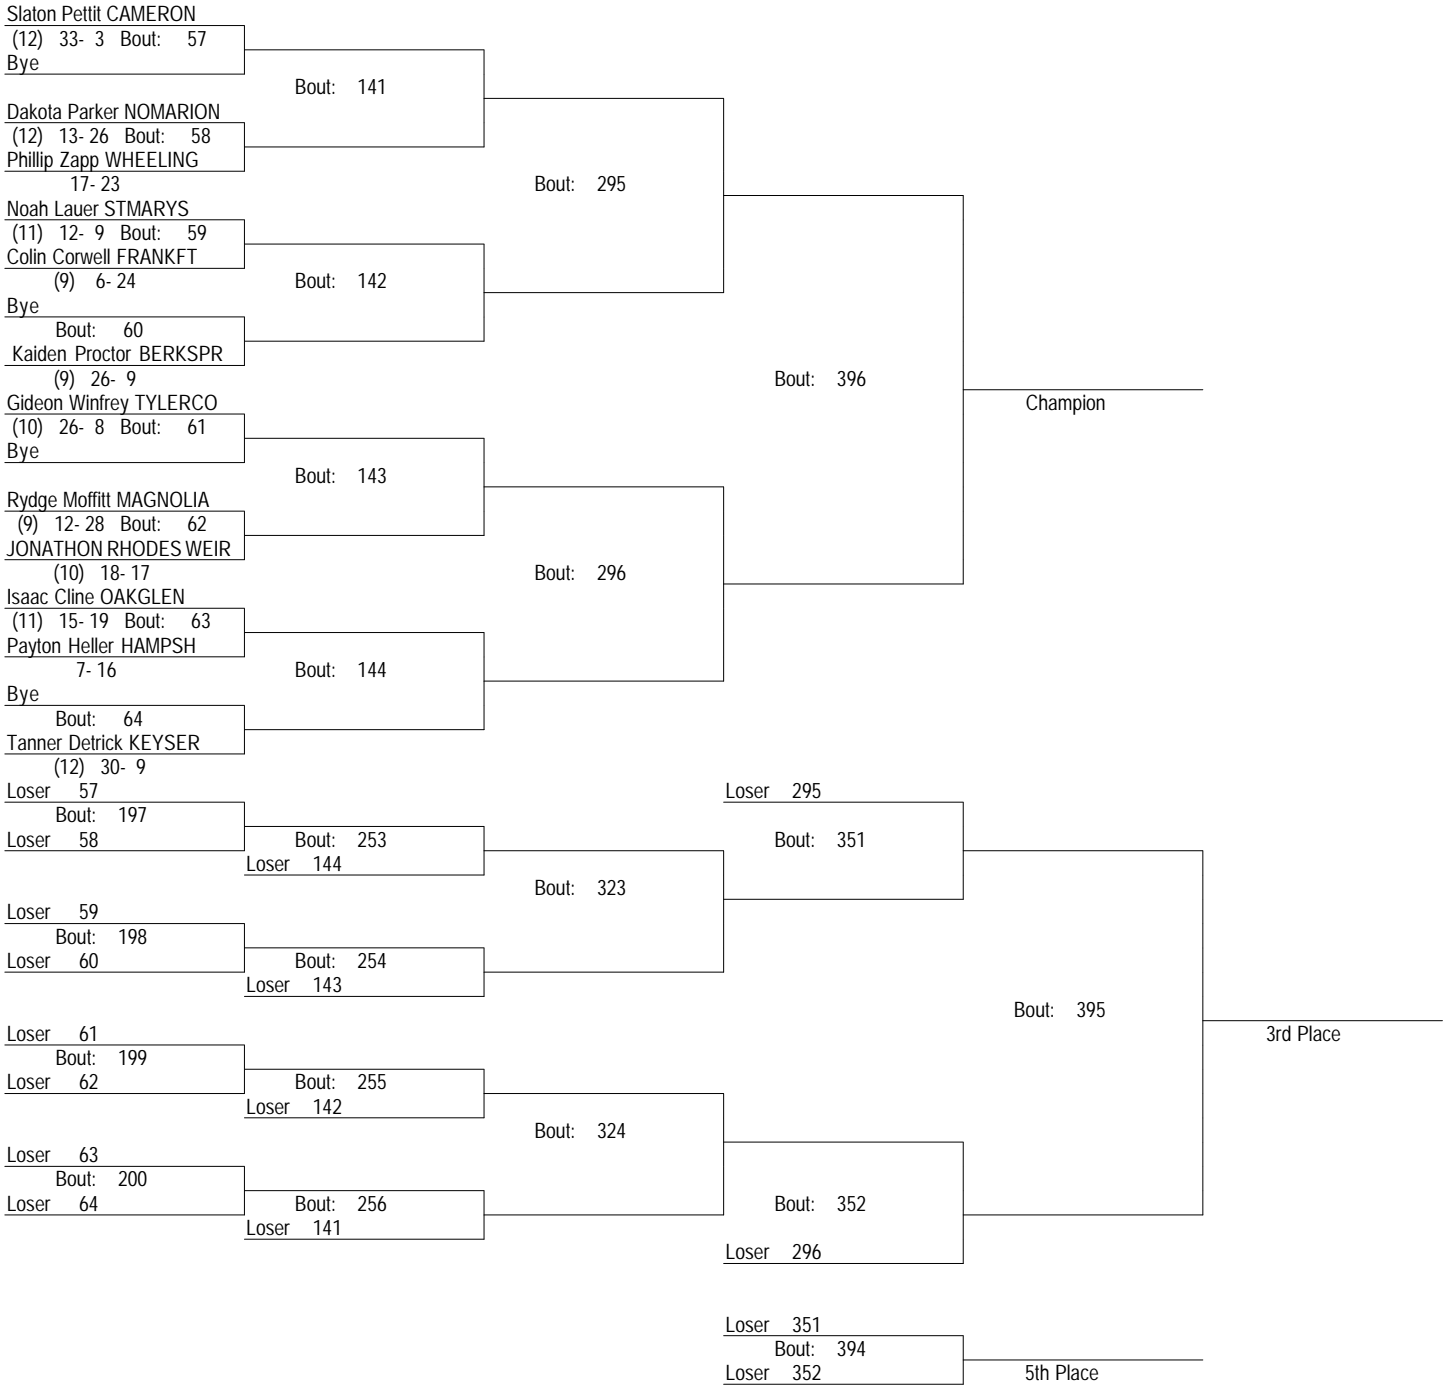 Slaton Pettit CAMERON
(12) 33- 3 Bout: 57
Bye
Bout: 141
Dakota Parker NOMARION
(12) 13- 26 Bout: 58
Phillip Zapp WHEELING
17- 23
Bout: 295
Noah Lauer STMARYS
(11) 12- 9 Bout: 59
Colin Corwell FRANKFT
(9) 6- 24
Bout: 142
Bye
Bout: 60
Kaiden Proctor BERKSPR
(9) 26- 9
Bout: 396
Champion
Gideon Winfrey TYLERCO
(10) 26- 8 Bout: 61
Bye
Bout: 143
Rydge Moffitt MAGNOLIA
(9) 12- 28 Bout: 62
JONATHON RHODES WEIR
(10) 18- 17
Bout: 296
Isaac Cline OAKGLEN
(11) 15- 19 Bout: 63
Payton Heller HAMPSH
7- 16
Bout: 144
Bye
Bout: 64
Tanner Detrick KEYSER
(12) 30- 9
Loser 57
Loser 295
Bout: 197
Loser 58
Bout: 253
Bout: 351
Loser 144
Bout: 323
Loser 59
Bout: 198
Loser 60
Bout: 254
Loser 143
Bout: 395
Loser 61
3rd Place
Bout: 199
Loser 62
Bout: 255
Loser 142
Bout: 324
Loser 63
Bout: 200
Loser 64
Bout: 256
Bout: 352
Loser 141
Loser 296
Loser 351
Bout: 394
Loser 352
5th Place